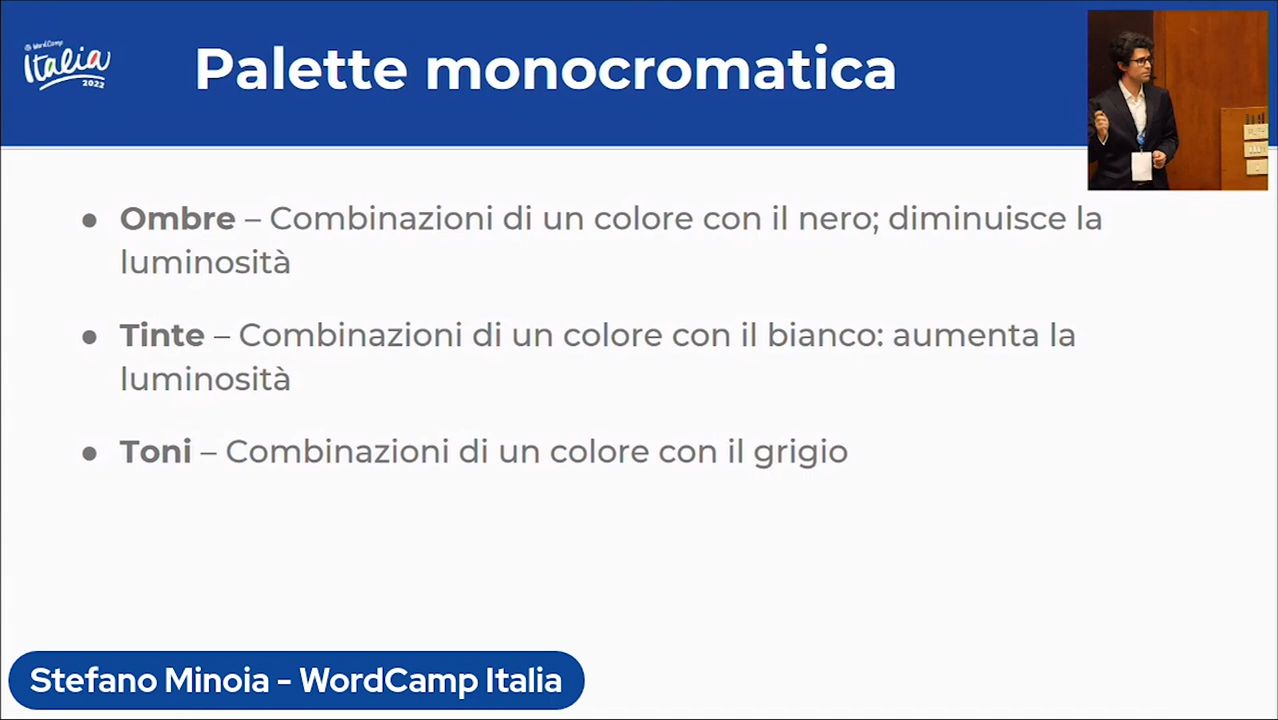 WordCamp
Italia
2022
Palette monocromatica
● Ombre – Combinazioni di un colore con il nero; diminuisce la
luminosità
● Tinte – Combinazioni di un colore con il bianco: aumenta la
luminosità
● Toni – Combinazioni di un colore con il grigio
Stefano Minoia - WordCamp Italia